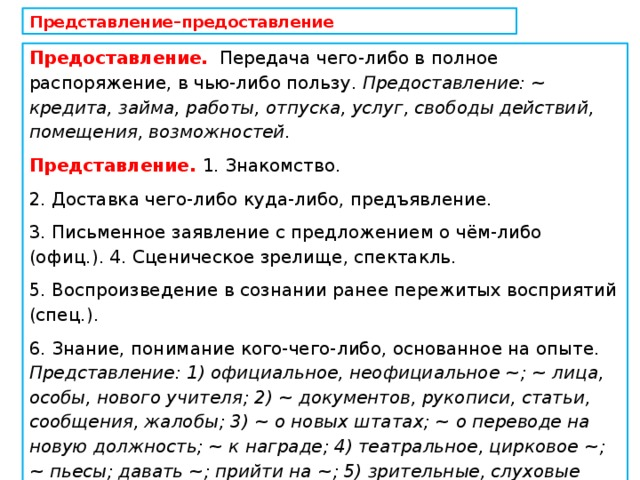 Представление–предоставление
Предоставление. Передача чего-либо в полное
распоряжение, в чью-либо пользу. Предоставление: ~
кредита, займа, работы, отпуска, услуг, свободы действий,
помещения, возможностей.
Представление. 1. Знакомство.
2. Доставка чего-либо куда-либо, предъявление.
3. Письменное заявление с предложением о чём-либо
(офиц.). 4. Сценическое зрелище, спектакль.
5. Воспроизведение в сознании ранее пережитых восприятий
(спец.).
6. Знание, понимание кого-чего-либо, основанное на опыте.
Представление: 1) официальное, неофициальное ~; ~ лица,
особы, нового учителя; 2) ~ документов, рукописи, статьи,
сообщения, жалобы; 3) ~ о новых штатах; ~ о переводе на
новую должность; ~ к награде; 4) театральное, цирковое ~;
~ пьесы; давать ~; прийти на ~; 5) зрительные, слуховые